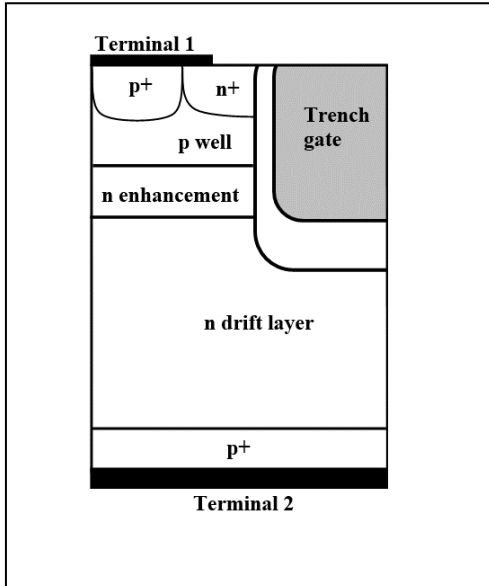 Terminal 1
p+
n+
Trench
gate
p well
n enhancement
n drift layer
p+
Terminal 2